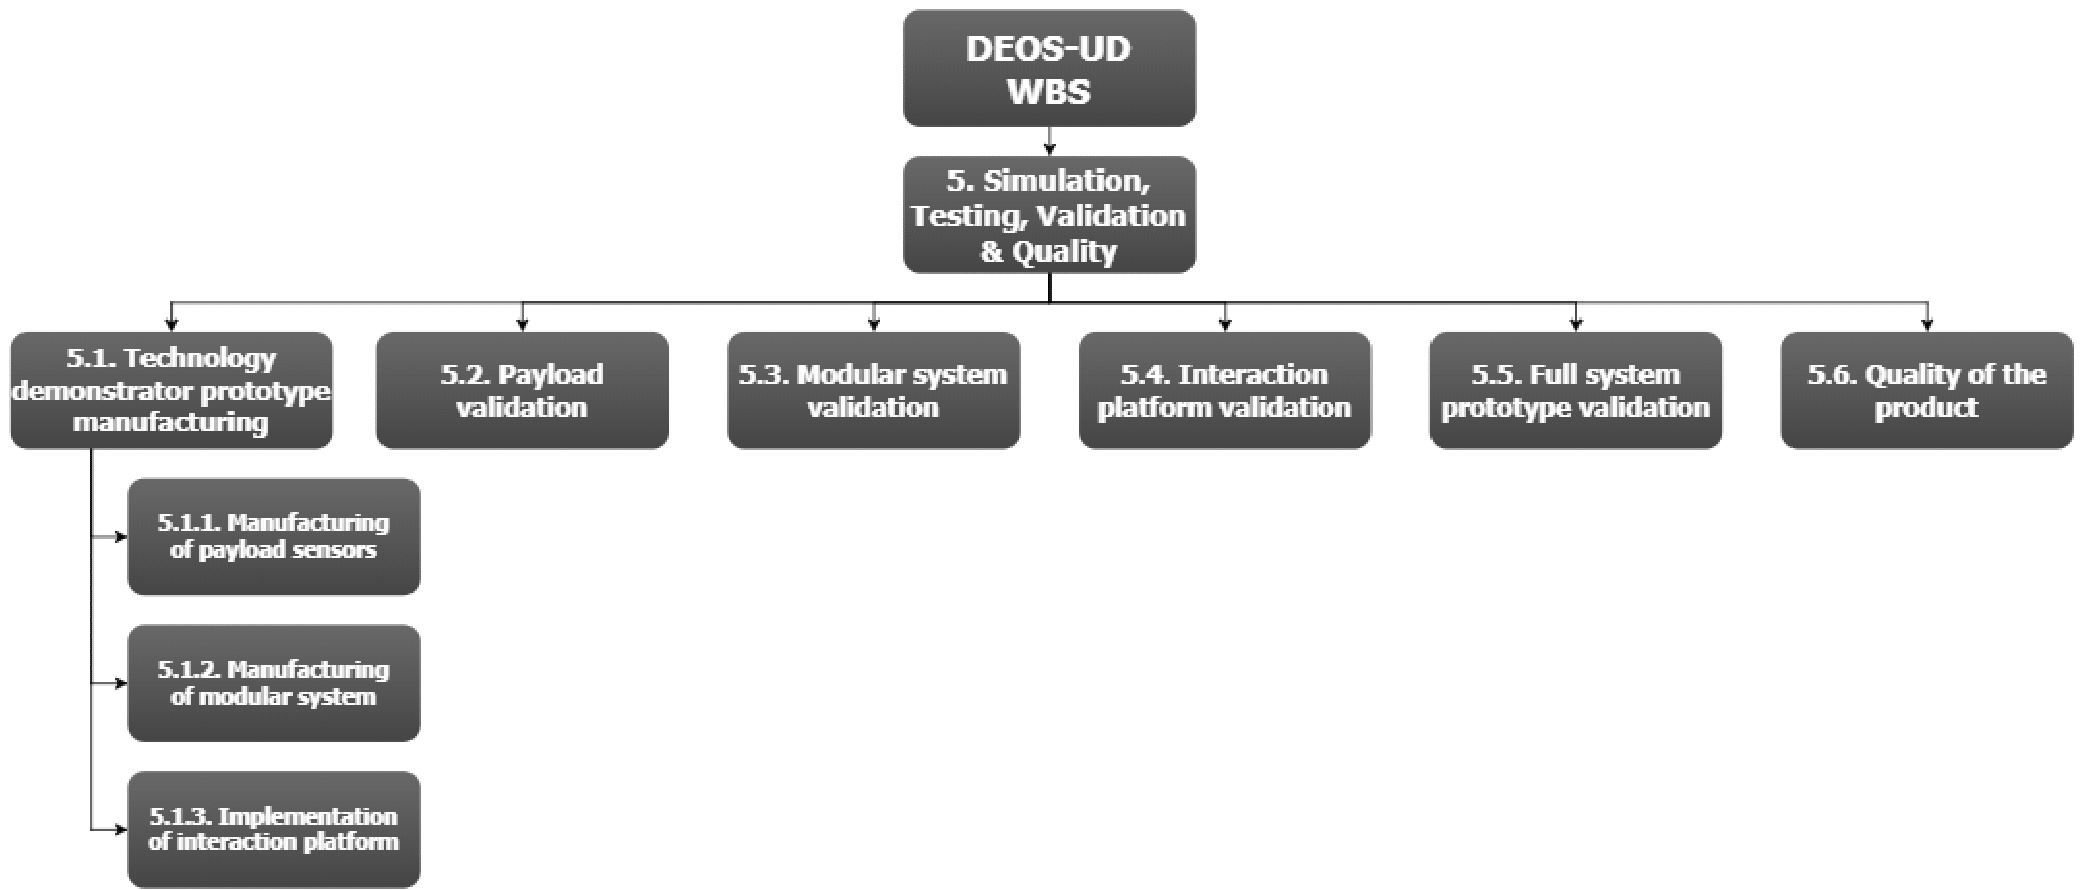 DEOS-UD
WBS
5. Simulation,
Testing, Validation
& Quality
5.1. Technology
demonstrator prototype
manufacturing
5.2. Payload
validation
5.3. Modular system
validation
5.4. Interaction
platform validation
5.5. Full system
prototype validation
5.6. Quality of the
product
5.1.1. Manufacturing
of payload sensors
5.1.2. Manufacturing
of modular system
5.1.3. Implementation
of interaction platform